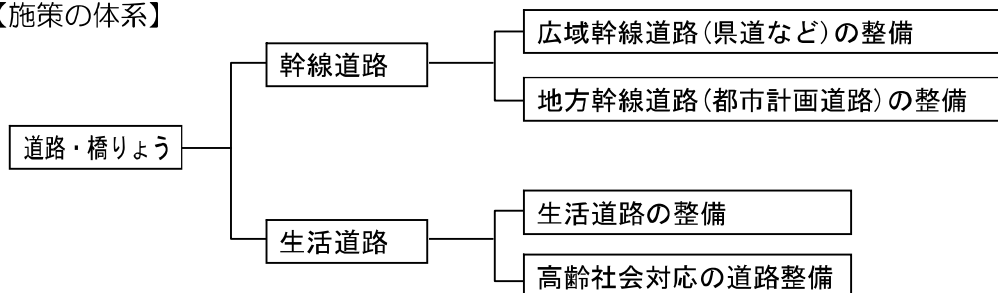 【施策の体系】
広域幹線道路(県道など)の整備
幹線道路
地方幹線道路(都市計画道路)の整備
道路・橋りょう
生活道路の整備
生活道路
高齢社会対応の道路整備